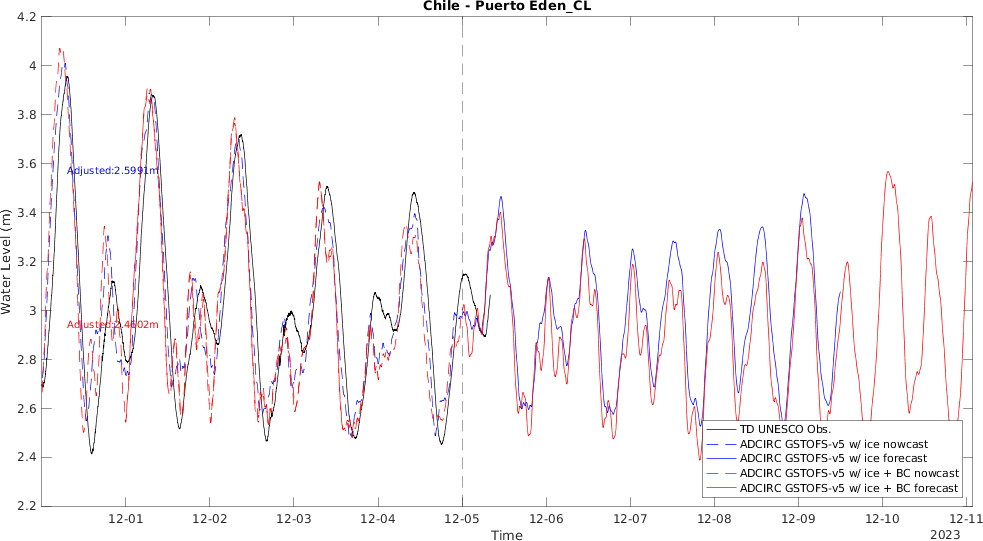 Chile - Puerto Eden_CL
4.2
4
3.8
3.6
3.4
3.2
3
2.8
2.6
2.4
2.2
Water Level (m)
Adjusted:2.5991m
Adjusted:2.4602m
TD UNESCO Obs.
ADCIRC GSTOFS-v5 w/ ice nowcast
ADCIRC GSTOFS-v5 w/ ice forecast
ADCIRC GSTOFS-v5 w/ ice + BC nowcast
ADCIRC GSTOFS-v5 w/ ice + BC forecast
12-01 12-02 12-03 12-04 12-05 12-06 12-07 12-08 12-09 12-10 12-11
Time
2023